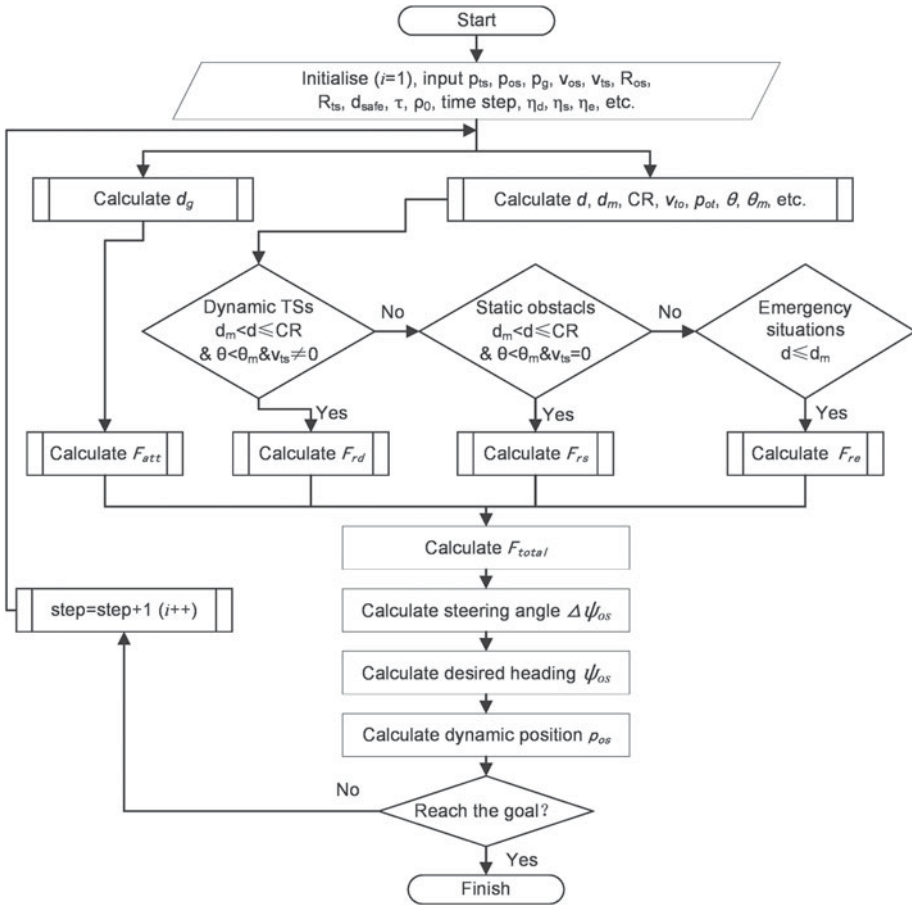 Start
Initialise (i=1), input pts, pos, pg, vos, vts, Ros,
Rts, dsafe, τ, ρ0, time step, ηd, ηs, ηe, etc.
Calculate dg
Calculate d, dm, CR, vto, pot, θ, θm, etc.
Dynamic TSs
dm<d≤CR
& θ<θm&vts≠0
No
Static obstacls
dm<d≤CR
& θ<θm&vts=0
No
Emergency
situations
d≤dm
Yes
Yes
Yes
Calculate Fatt
Calculate Frd
Calculate Frs
Calculate Fre
Calculate Ftotal
step=step+1 (i++)
Calculate steering angle Δψos
Calculate desired heading ψos
Calculate dynamic position pos
No
Reach the goal?
Yes
Finish